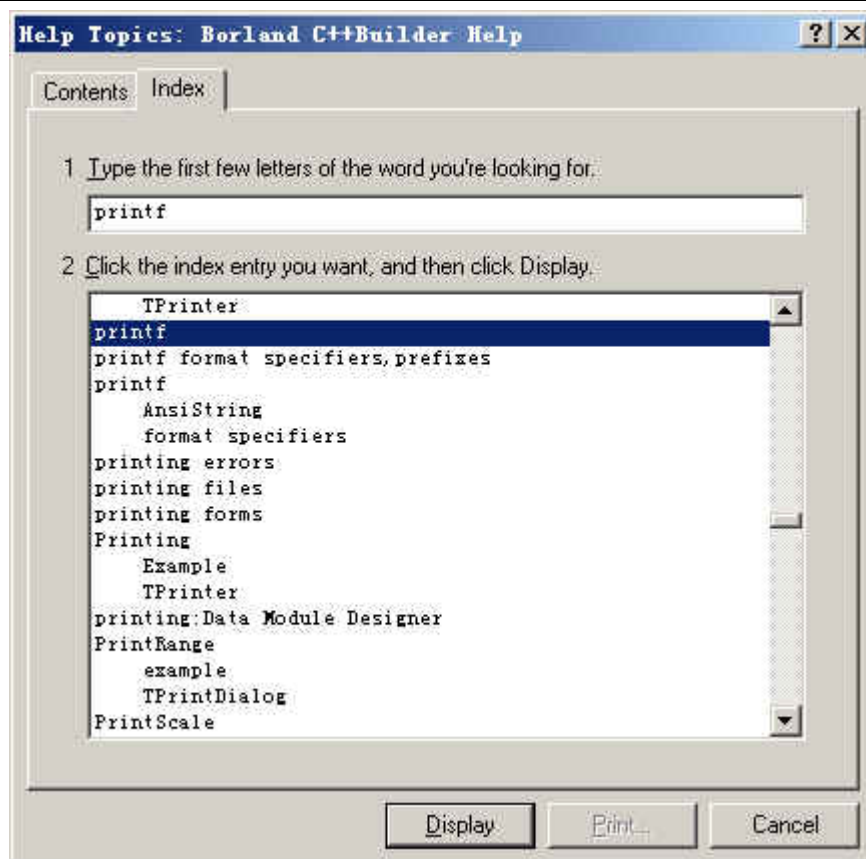 Help Topics: Borland C++Builder Help
Contents Index
1 Type the first few letters of the word you're looking for.
printf
2 Click the index entry you want, and then click Display.
TPrinter
printf
printf format specifiers,prefixes
printf
AnsiString
format specifiers
printing errors
printing files
printing forms
Printing
Example
TPrinter
printing:Data Module Designer
PrintRange
example
TPrintDialog
PrintScale
Display Print... Cancel